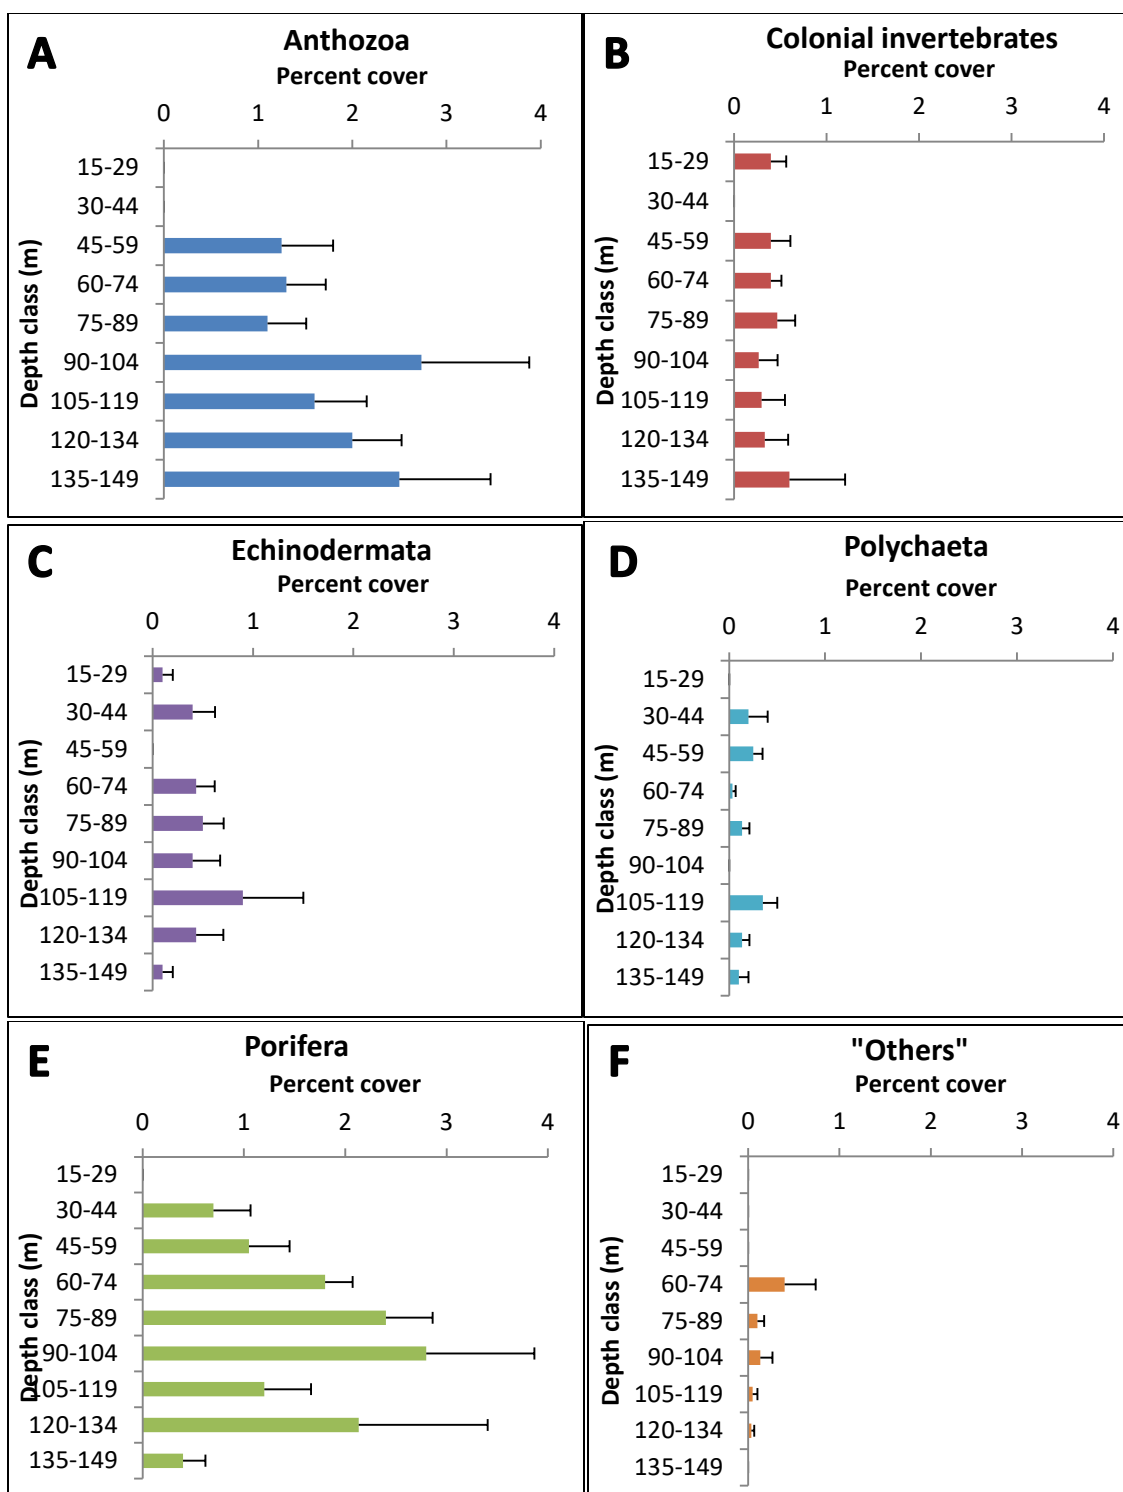 A
Anthozoa
Percent cover
0 1 2 3 4
Depth class (m)
15-29
30-44
45-59
60-74
75-89
90-104
105-119
120-134
135-149
B
Colonial invertebrates
Percent cover
0 1 2 3 4
Depth class (m)
15-29
30-44
45-59
60-74
75-89
90-104
105-119
120-134
135-149
C
Echinodermata
Percent cover
0 1 2 3 4
Depth class (m)
15-29
30-44
45-59
60-74
75-89
90-104
105-119
120-134
135-149
D
Polychaeta
Percent cover
0 1 2 3 4
Depth class (m)
15-29
30-44
45-59
60-74
75-89
90-104
105-119
120-134
135-149
E
Porifera
Percent cover
0 1 2 3 4
Depth class (m)
15-29
30-44
45-59
60-74
75-89
90-104
105-119
120-134
135-149
F
"Others"
Percent cover
0 1 2 3 4
Depth class (m)
15-29
30-44
45-59
60-74
75-89
90-104
105-119
120-134
135-149